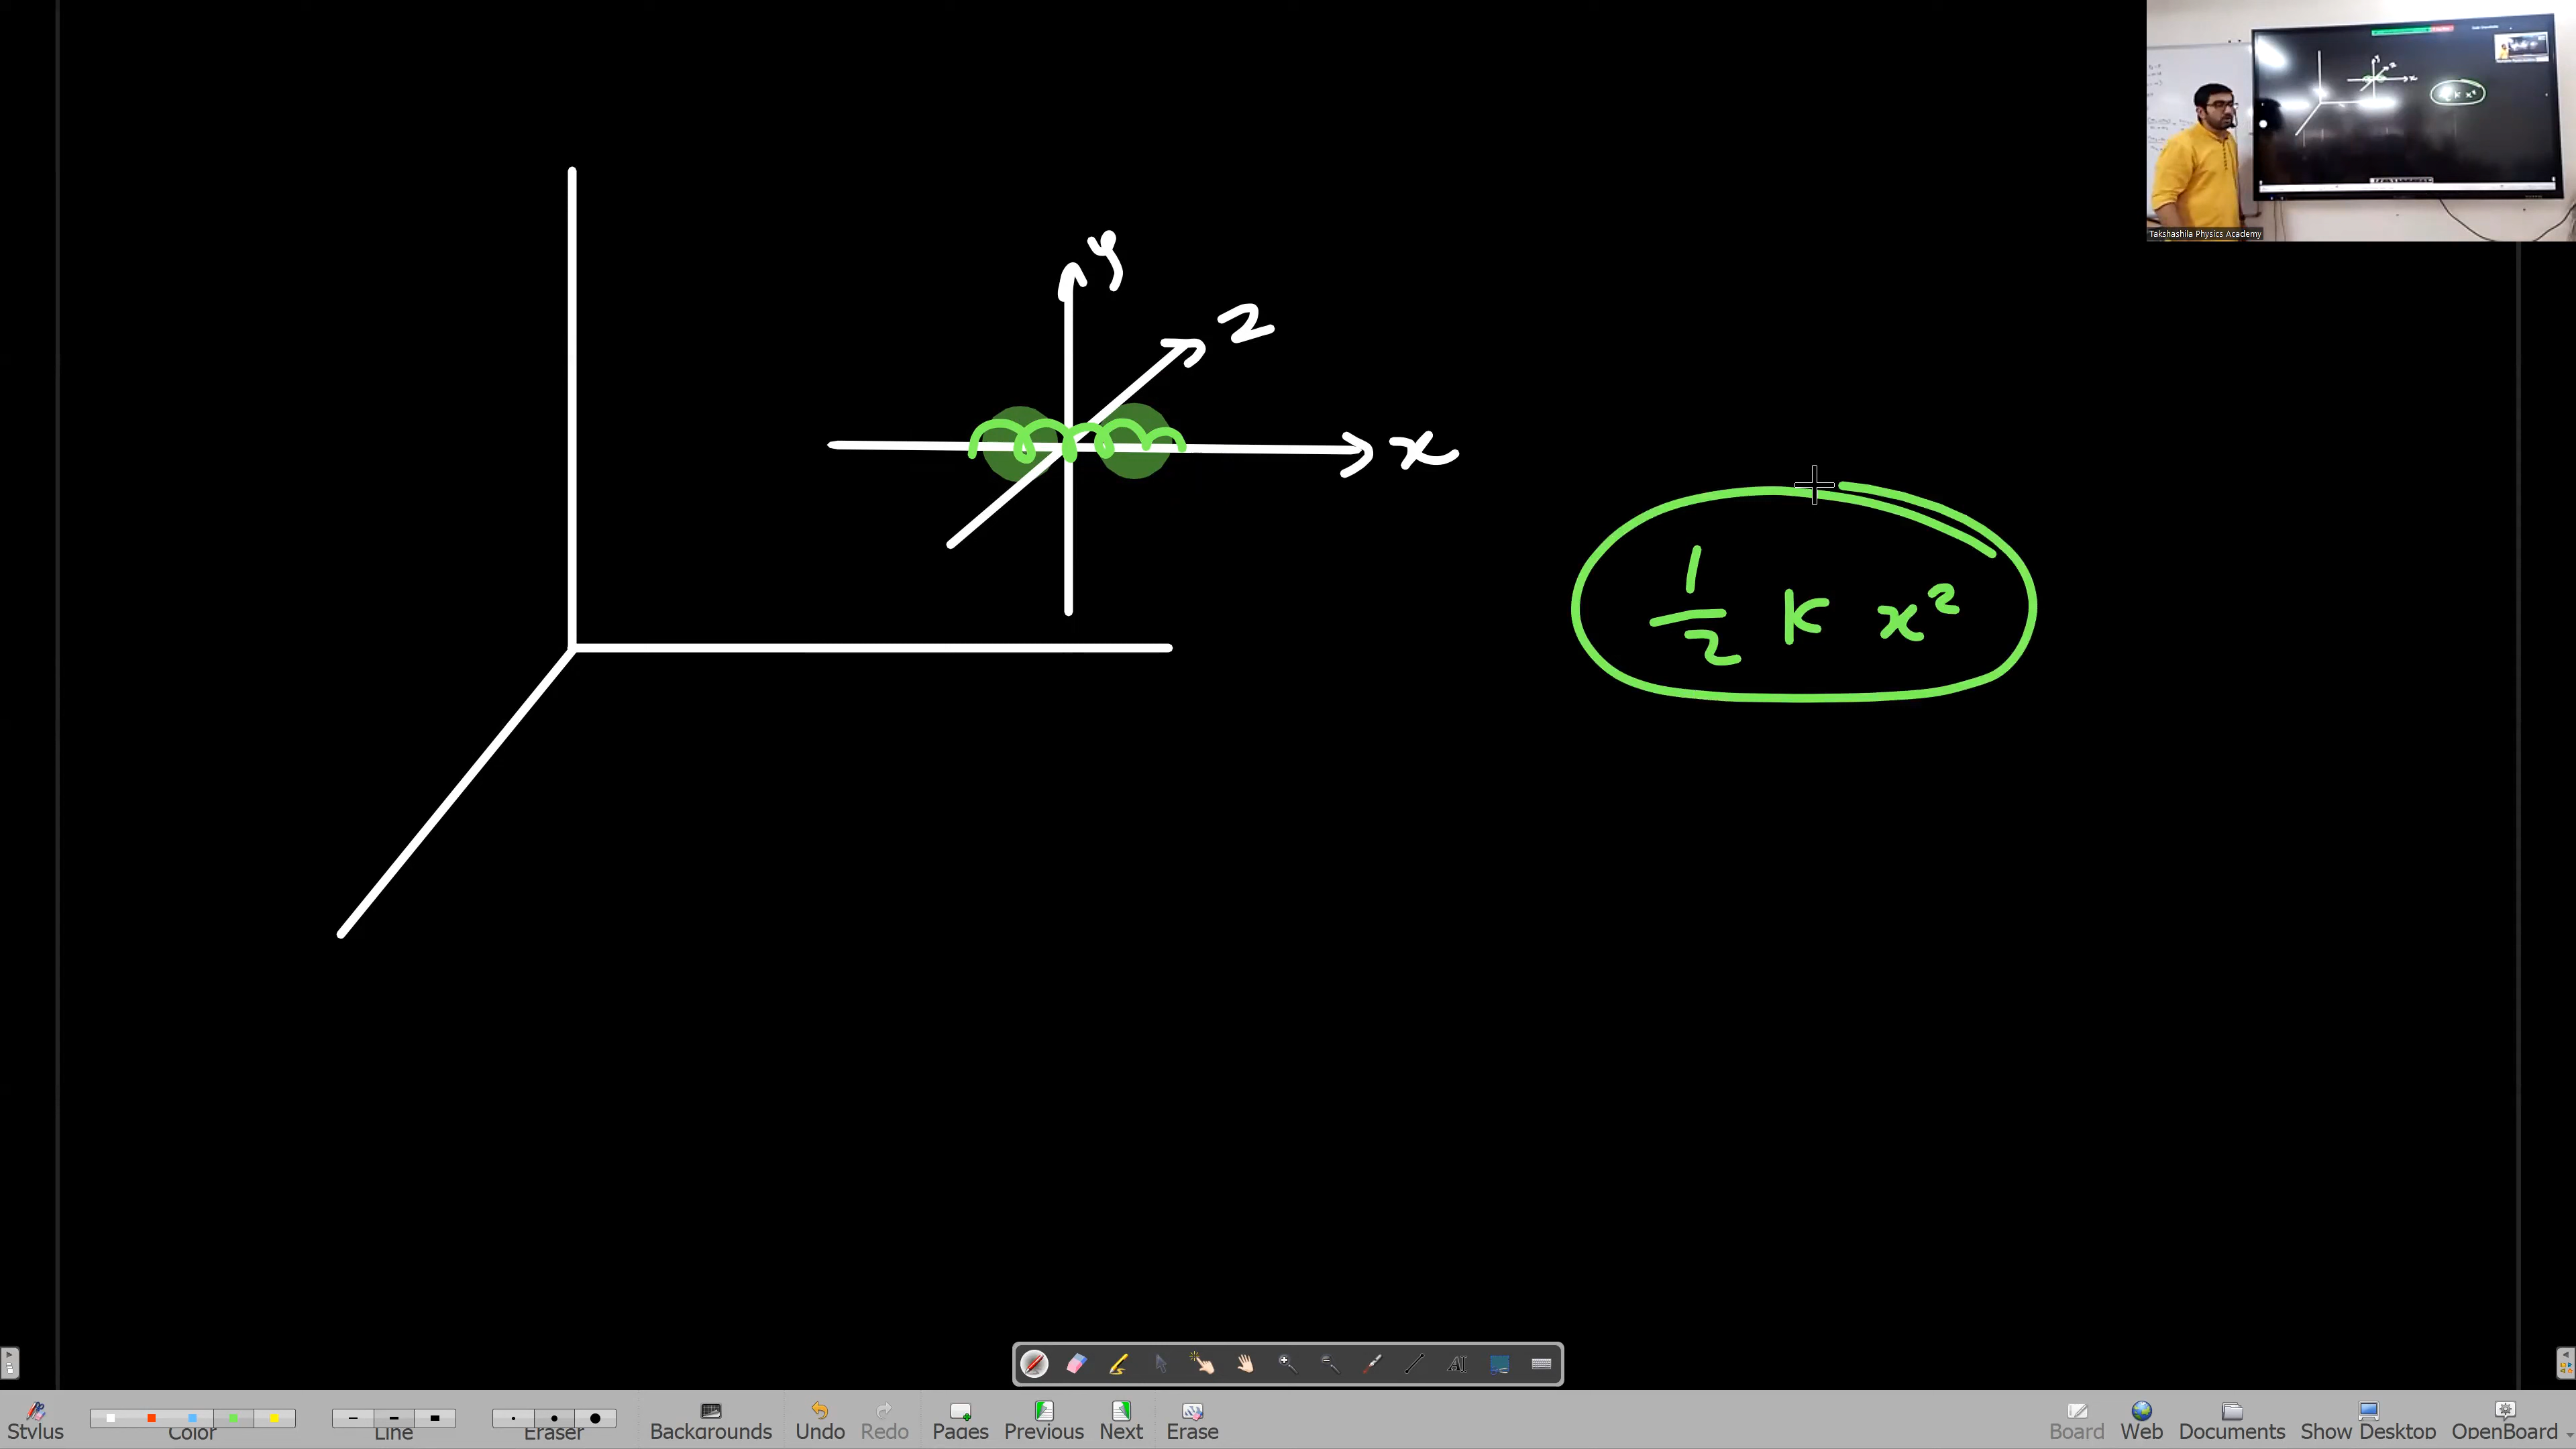 Takshashila Physics Academy
y
z
x
1/2 K x²
Stylus
Color
Line
Eraser
Backgrounds
Undo
Redo
Pages
Previous
Next
Erase
Board
Web
Documents
Show Desktop
OpenBoard